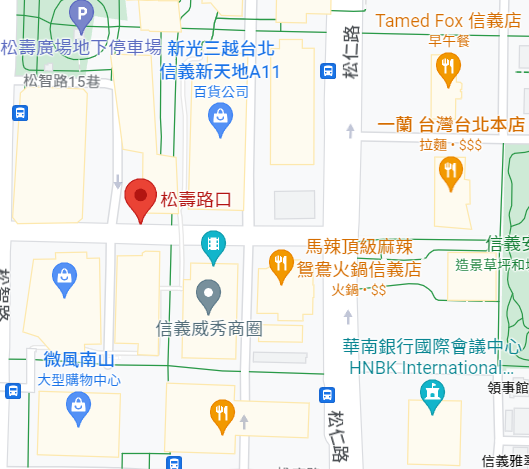 Tamed Fox 信義店
早午餐
松壽廣場地下停車場
新光三越台北
信義新天地A11
百貨公司
松仁路
松智路15巷
一蘭 台灣台北本店
拉麵・$$$
松壽路口
馬辣頂級麻辣
鴛鴦火鍋信義店
火鍋・$$
信義安
造景草坪和地
松智路
信義威秀商圈
微風南山
大型購物中心
華南銀行國際會議中心
HNBK International...
領事館
松仁路
信義雅